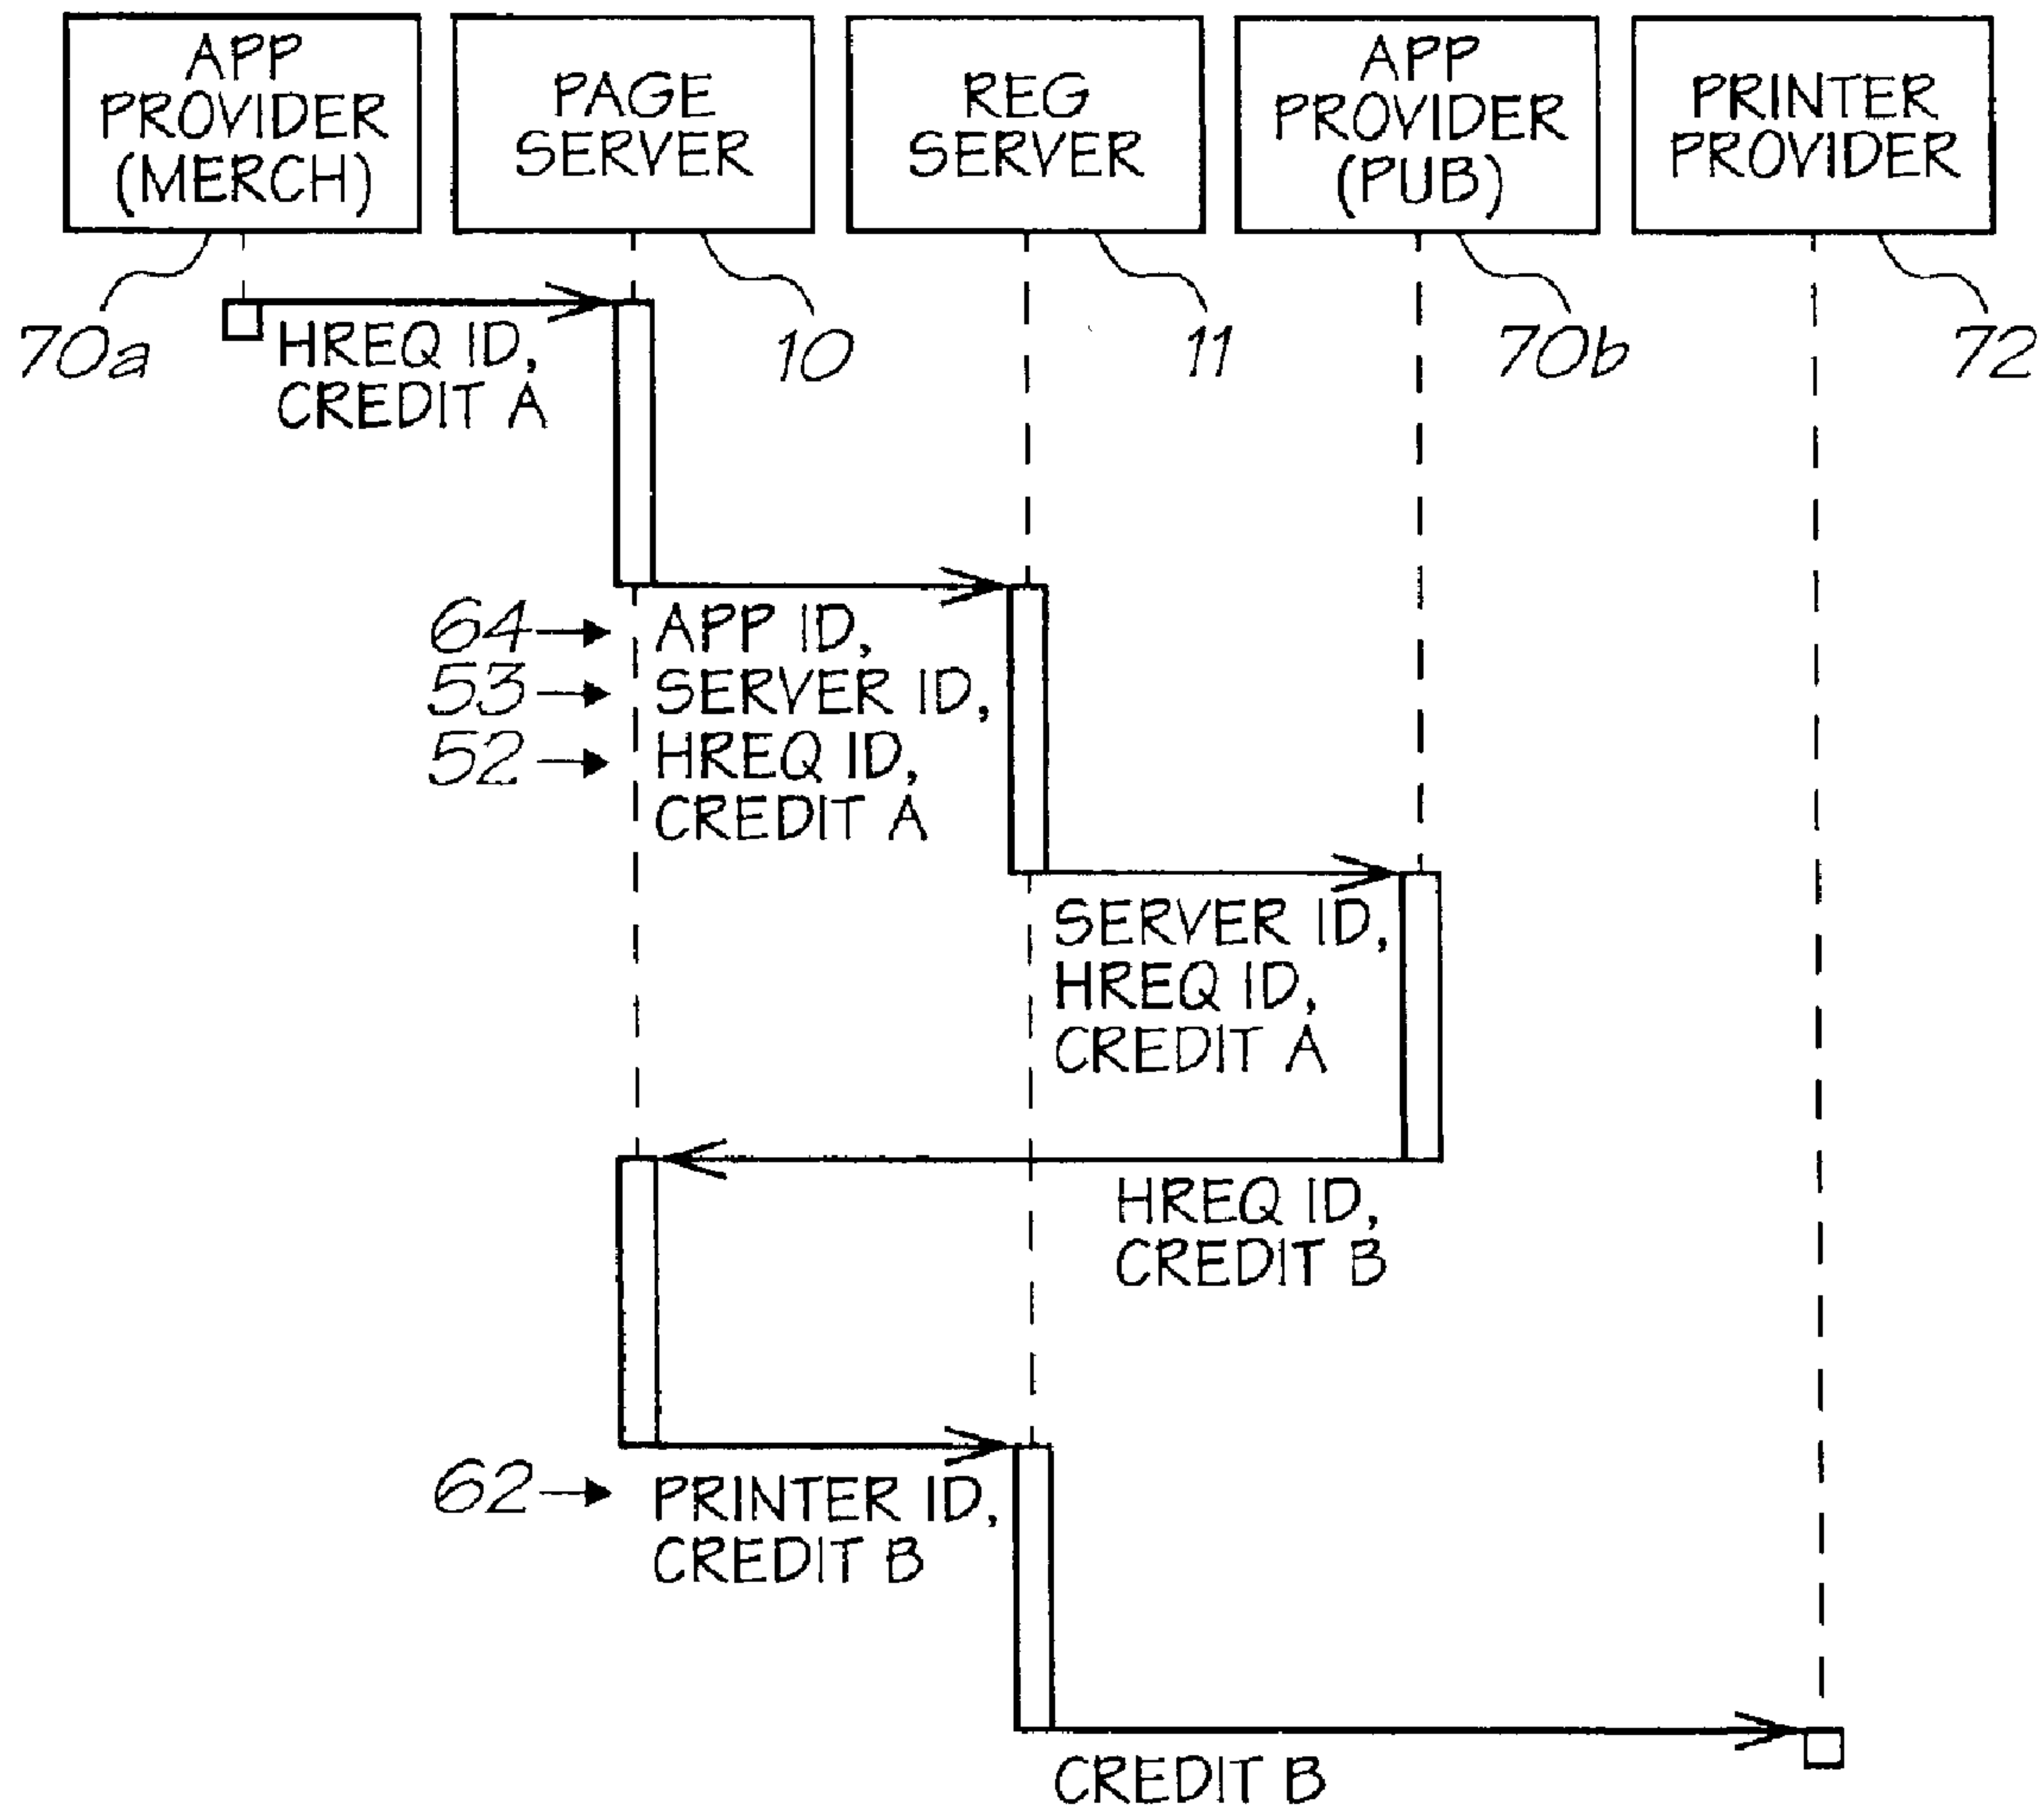 APP
PROVIDER
(MERCH)
PAGE
SERVER
REG
SERVER
APP
PROVIDER
(PUB)
PRINTER
PROVIDER
70a
10
11
70b
72
HREQ ID,
CREDIT A
64
APP ID,
53
SERVER ID,
52
HREQ ID,
CREDIT A
SERVER ID,
HREQ ID,
CREDIT A
HREQ ID,
CREDIT B
62
PRINTER ID,
CREDIT B
CREDIT B